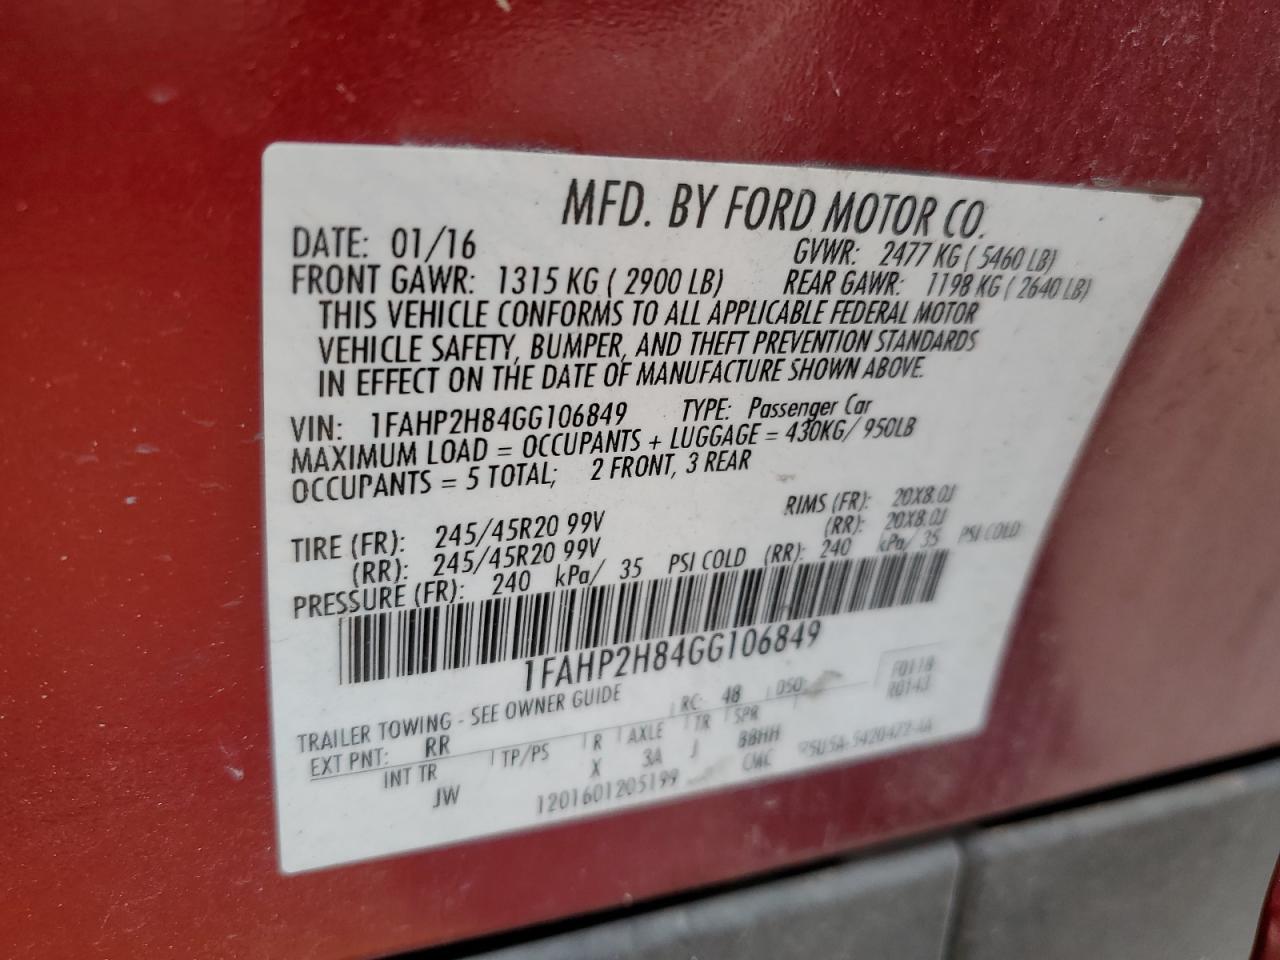 MFD. BY FORD MOTOR CO.
DATE: 01/16 GVWR: 2477 KG ( 5460 LB)
FRONT GAWR: 1315 KG ( 2900 LB) REAR GAWR: 1198 KG ( 2640 LB)
THIS VEHICLE CONFORMS TO ALL APPLICABLE FEDERAL MOTOR
VEHICLE SAFETY, BUMPER, AND THEFT PREVENTION STANDARDS
IN EFFECT ON THE DATE OF MANUFACTURE SHOWN ABOVE.
VIN: 1FAHP2H84GG106849 TYPE: Passenger Car
MAXIMUM LOAD = OCCUPANTS + LUGGAGE = 430KG/ 950LB
OCCUPANTS = 5 TOTAL; 2 FRONT, 3 REAR
TIRE (FR): 245/45R20 99V RIMS (FR): 20X8.0J
(RR): 245/45R20 99V (RR): 20X8.0J
PRESSURE (FR): 240 kPa/ 35 PSI COLD (RR): 240 kPa/ 35 PSI COLD
1FAHP2H84GG106849
TRAILER TOWING - SEE OWNER GUIDE RC: 48 DSO: F0118
R0143
EXT PNT: RR
INT TR TP/PS R AXLE TR SPR
JW X 3A J BBHH
1201601205199 CMC